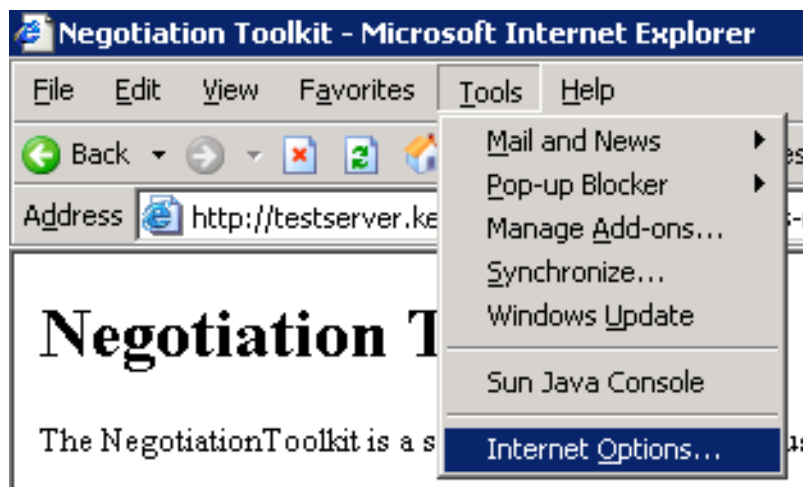 Negotiation Toolkit - Microsoft Internet Explorer
File Edit View Favorites Tools Help
Back
Address http://testserver.ke
Mail and News
Pop-up Blocker
Manage Add-ons...
Synchronize...
Windows Update
Sun Java Console
Internet Options...
Negotiation
The NegotiationToolkit is a